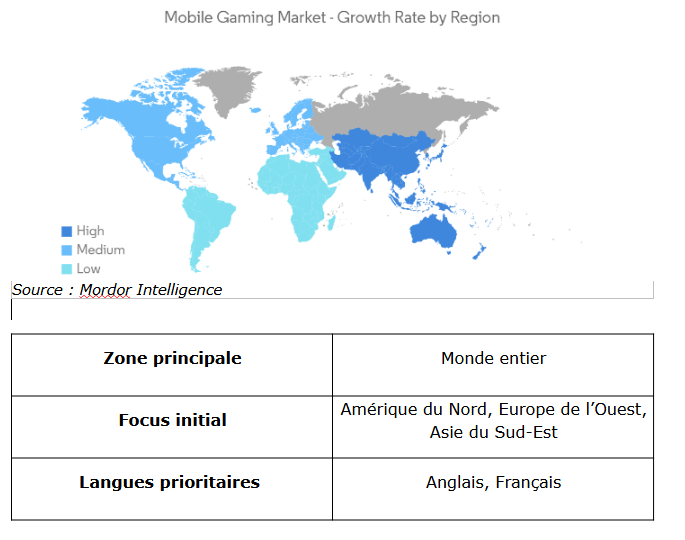 Mobile Gaming Market - Growth Rate by Region
High
Medium
Low
Source : Mordor Intelligence
Zone principale
Monde entier
Focus initial
Amérique du Nord, Europe de l’Ouest,
Asie du Sud-Est
Langues prioritaires
Anglais, Français